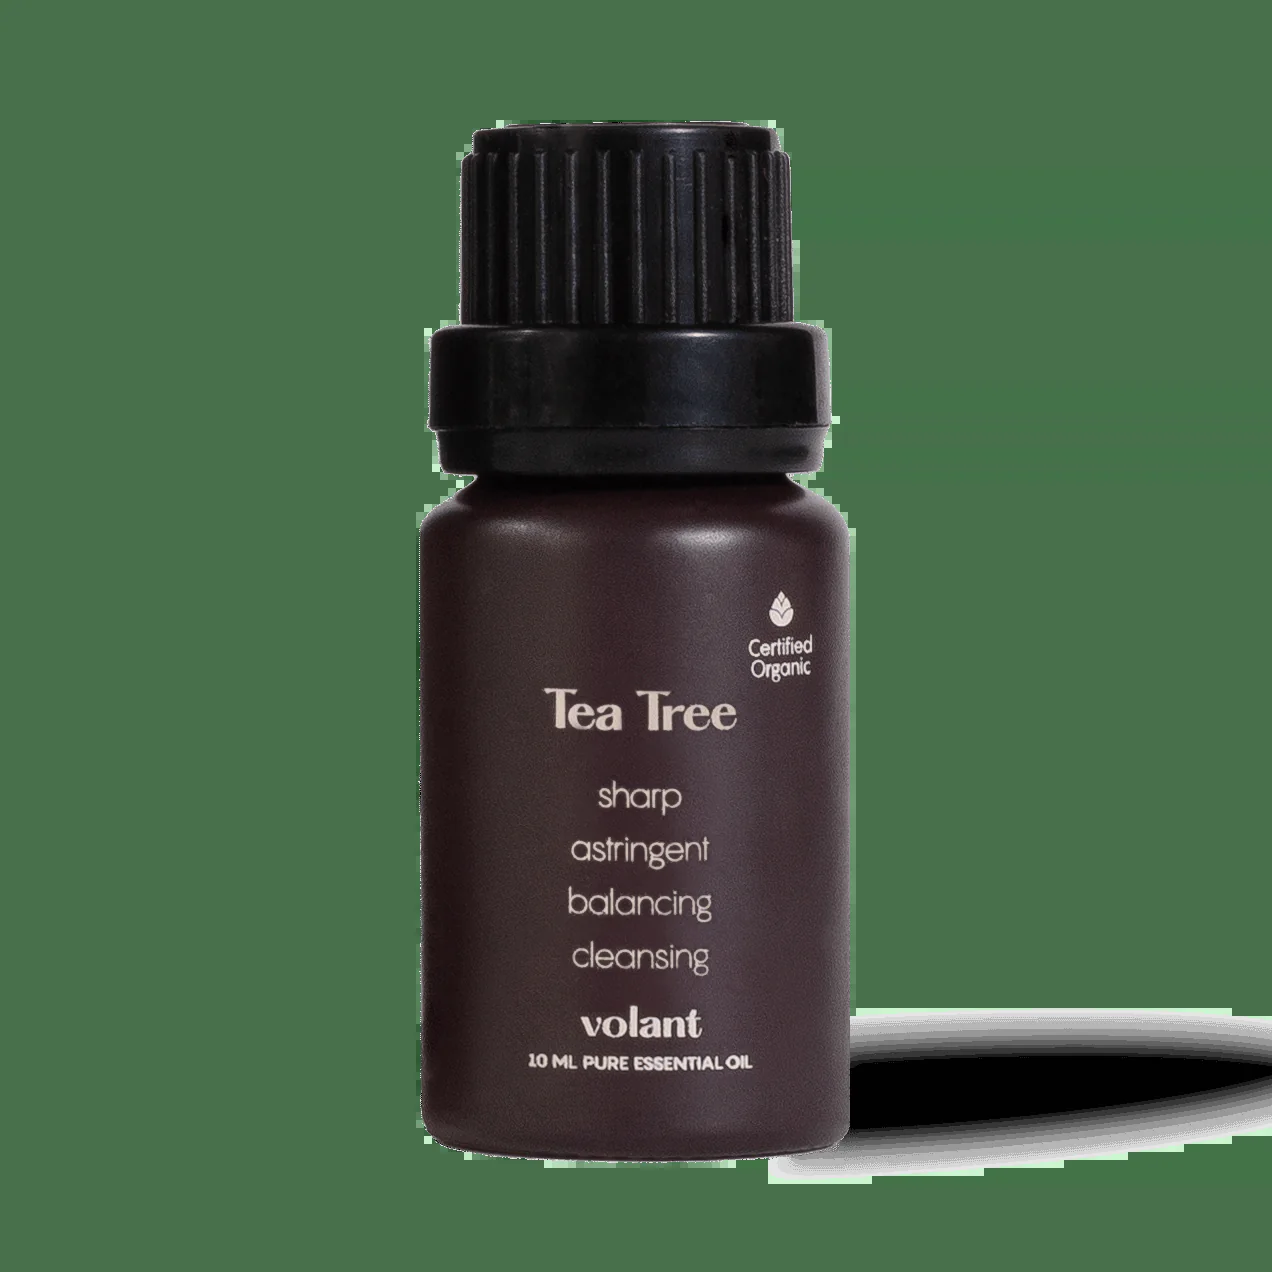 Certified
Organic
Tea Tree
sharp
astringent
balancing
cleansing
volant
10 ML PURE ESSENTIAL OIL